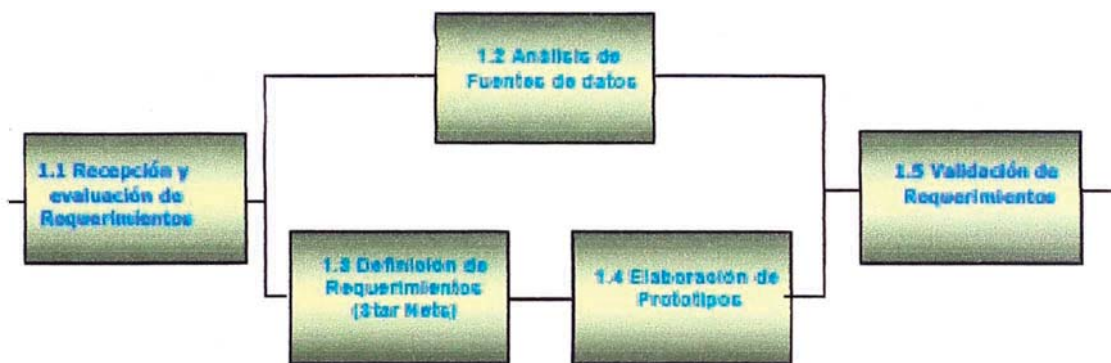 1.2 Análisis de
Fuentes de datos
1.1 Recepción y
evaluación de
Requerimientos
1.5 Validación de
Requerimientos
1.3 Definición de
Requerimientos
(Star Nets)
1.4 Elaboración de
Prototipos